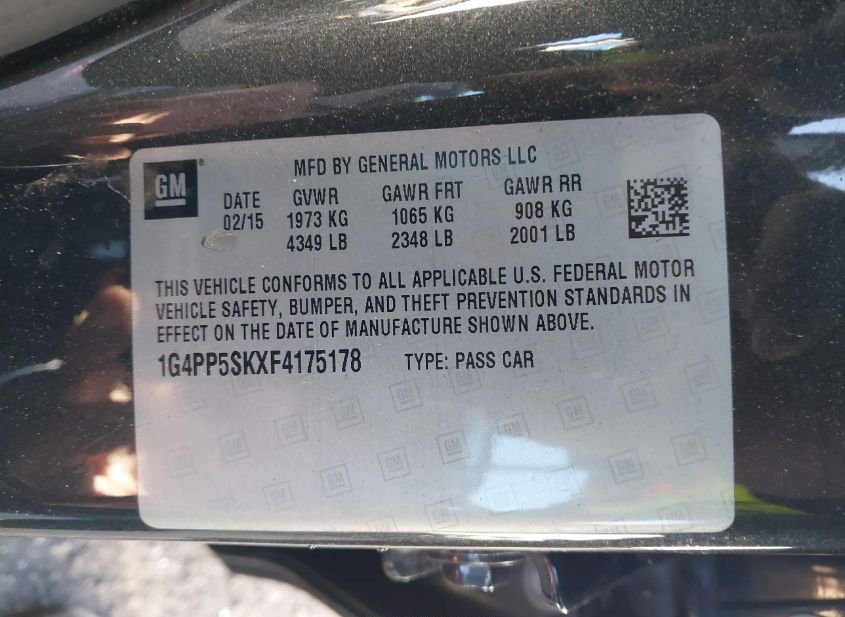 GM ® MFD BY GENERAL MOTORS LLC
DATE GVWR GAWR FRT GAWR RR
02/15 1973 KG 1065 KG 908 KG
4349 LB 2348 LB 2001 LB
THIS VEHICLE CONFORMS TO ALL APPLICABLE U.S. FEDERAL MOTOR
VEHICLE SAFETY, BUMPER, AND THEFT PREVENTION STANDARDS IN
EFFECT ON THE DATE OF MANUFACTURE SHOWN ABOVE.
1G4PP5SKXF4175178 TYPE: PASS CAR